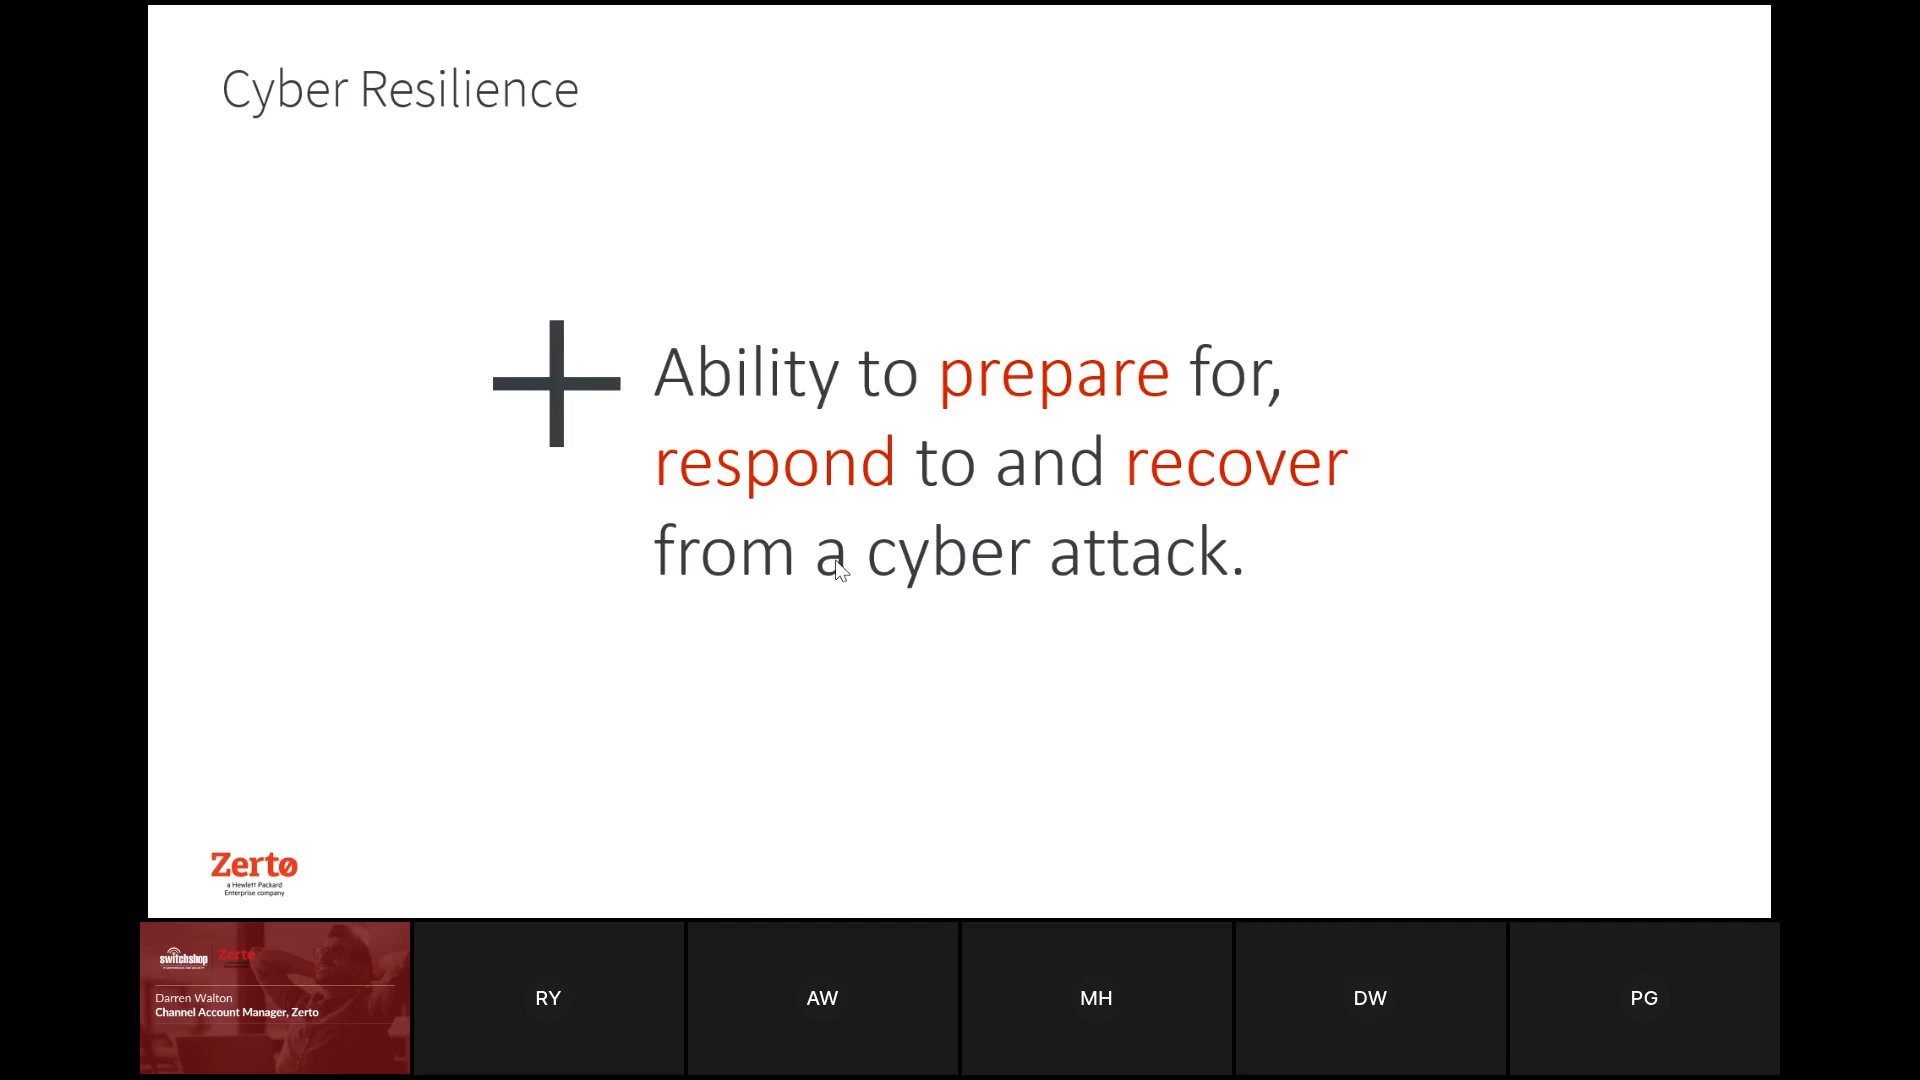 Cyber Resilience
Ability to prepare for,
respond to and recover
from a cyber attack.
Zertø
a Hewlett Packard
Enterprise company
switchshop
Zerto
Darren Walton
Channel Account Manager, Zerto
RY
AW
MH
DW
PG